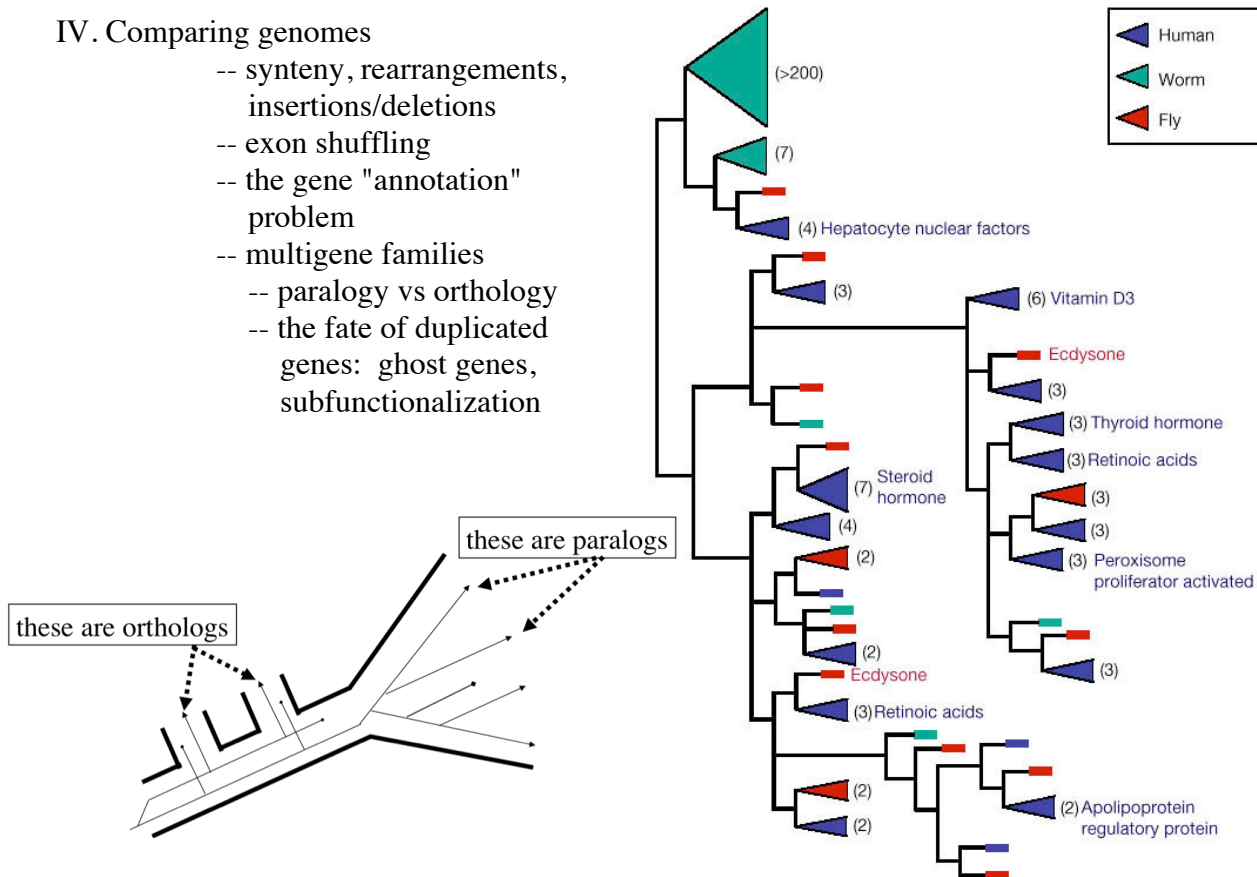 IV. Comparing genomes
-- synteny, rearrangements,
insertions/deletions
-- exon shuffling
-- the gene "annotation"
problem
-- multigene families
-- paralogy vs orthology
-- the fate of duplicated
genes: ghost genes,
subfunctionalization
these are paralogs
these are orthologs
Human
Worm
Fly
(>200)
(7)
(4) Hepatocyte nuclear factors
(3)
(6) Vitamin D3
Ecdysone
(3)
(3) Thyroid hormone
(3) Retinoic acids
(3)
(3)
(3) Peroxisome
proliferator activated
(3)
(7) Steroid
hormone
(4)
(2)
(2)
Ecdysone
(3) Retinoic acids
(2)
(2)
(2) Apolipoprotein
regulatory protein